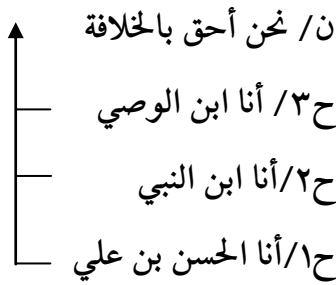 ن/ نحن أحق بالخلافة
ح٣/ أنا ابن الوصي
ح٢/أنا ابن النبي
ح١/أنا الحسن بن علي